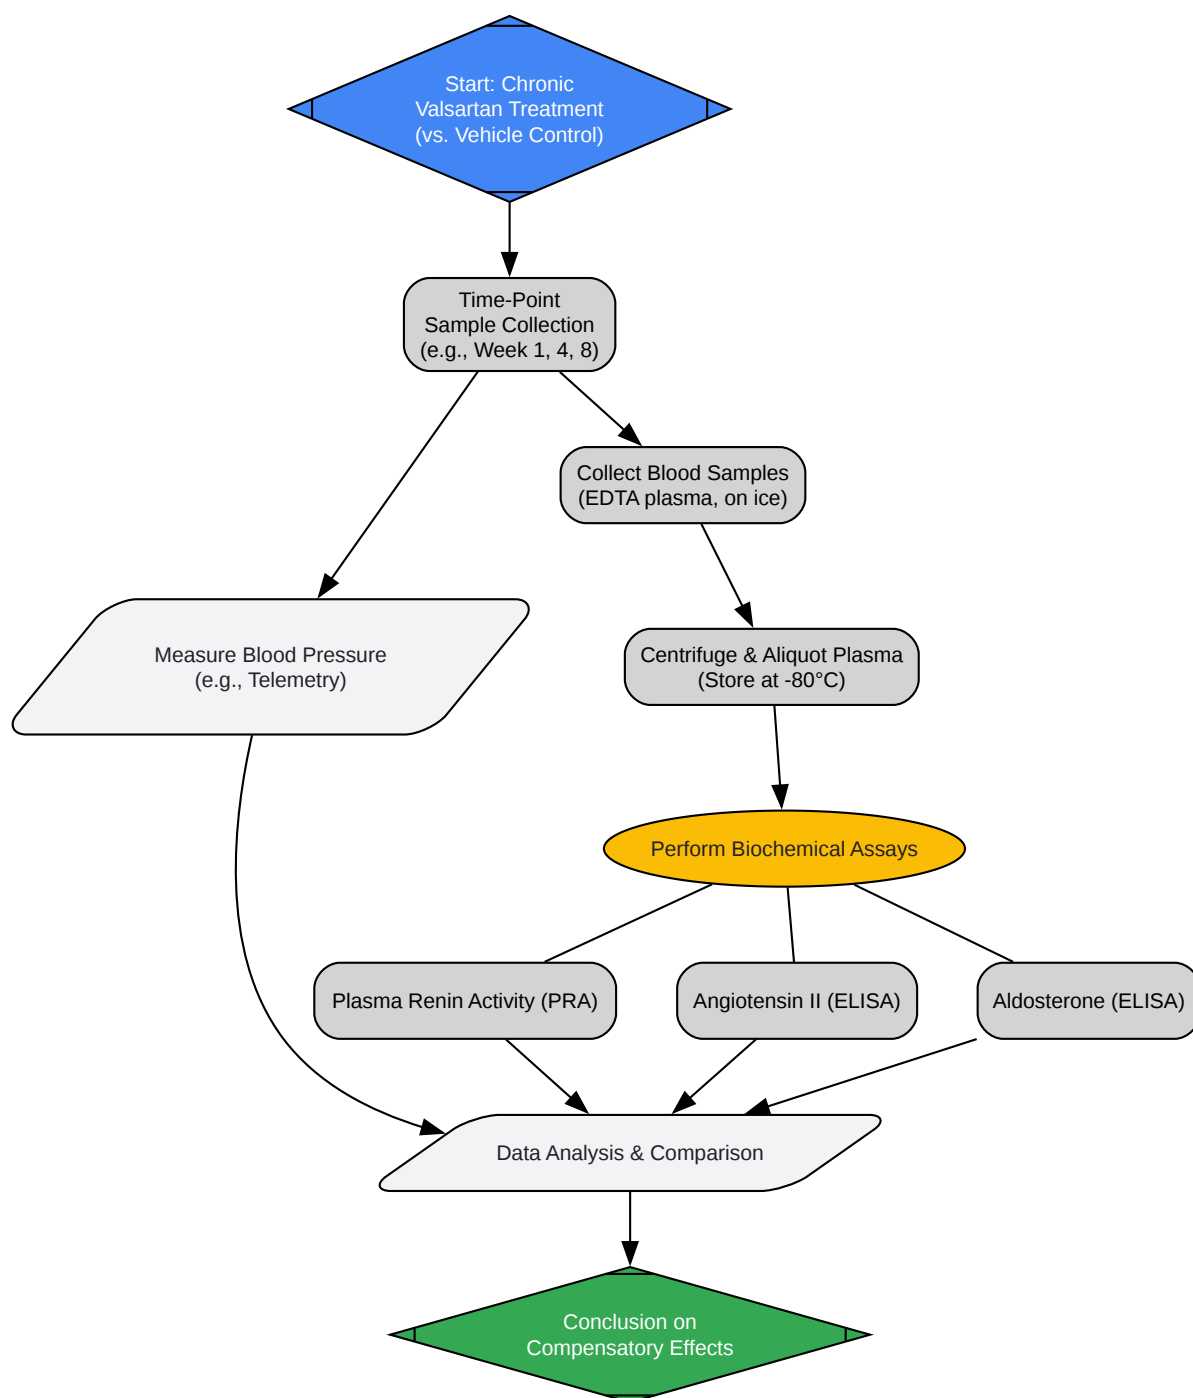 Start: Chronic
Valsartan Treatment
(vs. Vehicle Control)
Time-Point
Sample Collection
(e.g., Week 1, 4, 8)
Collect Blood Samples
(EDTA plasma, on ice)
Measure Blood Pressure
(e.g., Telemetry)
Centrifuge & Aliquot Plasma
(Store at -80°C)
Perform Biochemical Assays
Plasma Renin Activity (PRA)
Angiotensin II (ELISA)
Aldosterone (ELISA)
Data Analysis & Comparison
Conclusion on
Compensatory Effects